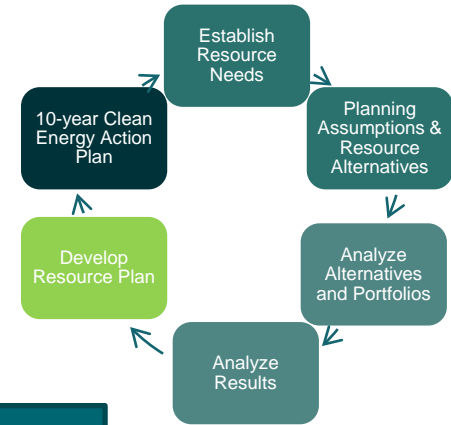 Establish
Resource
Needs
Planning
Assumptions &
Resource
Alternatives
Analyze
Alternatives
and Portfolios
Analyze
Results
Develop
Resource Plan
10-year Clean
Energy Action
Plan